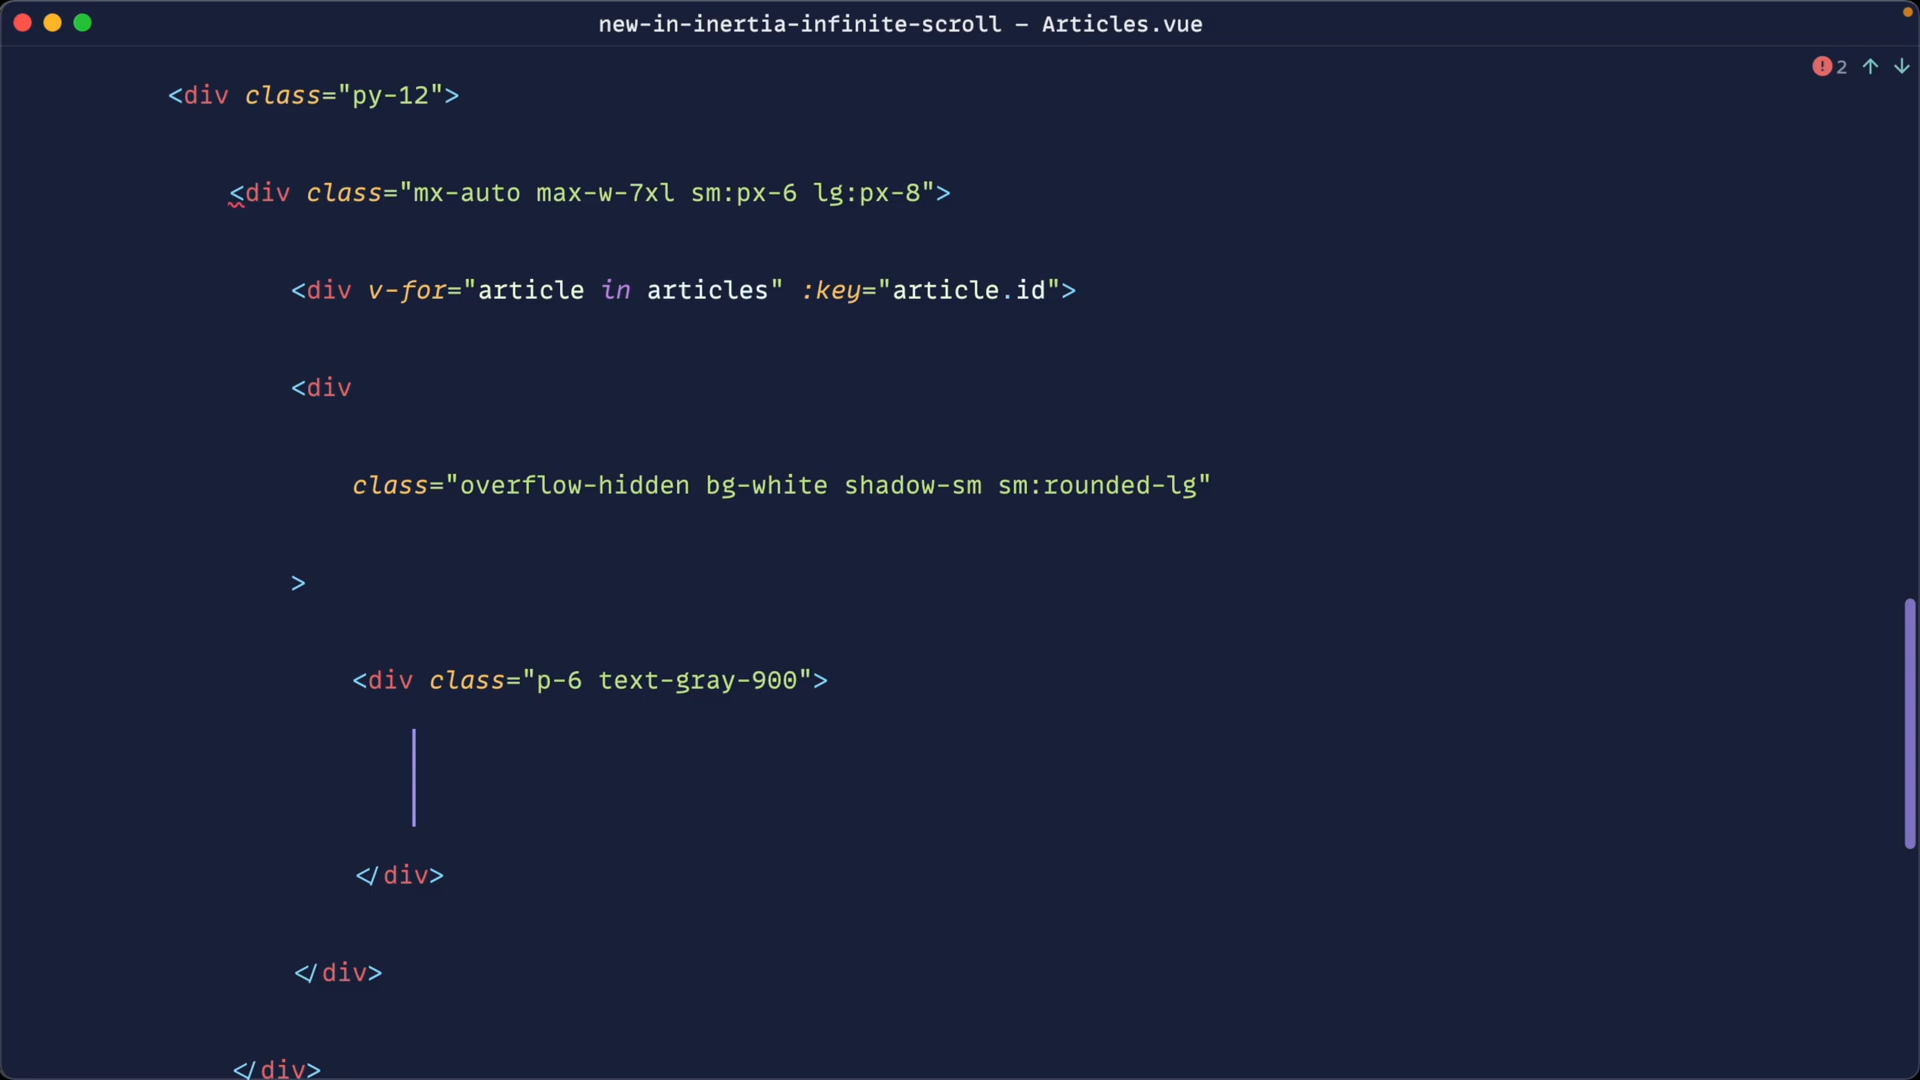 new-in-inertia-infinite-scroll – Articles.vue
2
<div class="py-12">
<div class="mx-auto max-w-7xl sm:px-6 lg:px-8">
<div v-for="article in articles" :key="article.id">
<div
class="overflow-hidden bg-white shadow-sm sm:rounded-lg"
>
<div class="p-6 text-gray-900">
</div>
</div>
</div>